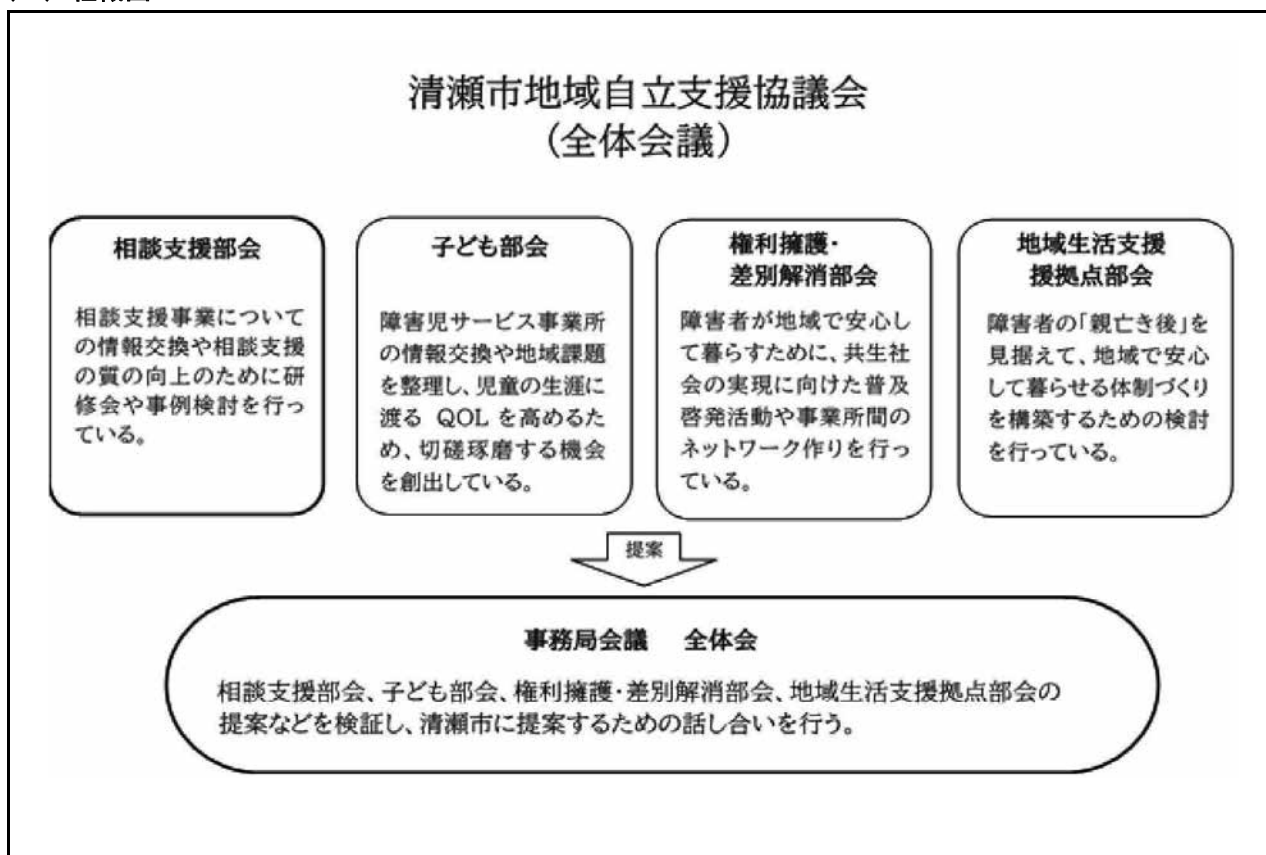 清瀬市地域自立支援協議会
（全体会議）
相談支援部会
相談支援事業について
の情報交換や相談支援
の質の向上のために研
修会や事例検討を行っ
ている。
子ども部会
障害児サービス事業所
の情報交換や地域課題
を整理し、児童の生涯に
渡る QOL を高めるた
め、切磋琢磨する機会
を創出している。
権利擁護・
差別解消部会
障害者が地域で安心し
て暮らすために、共生社
会の実現に向けた普及
啓発活動や事業所間の
ネットワーク作りを行っ
ている。
地域生活支援
援拠点部会
障害者の「親亡き後」を
見据えて、地域で安心
して暮らせる体制づくり
を構築するための検討
を行っている。
提案
事務局会議　全体会
相談支援部会、子ども部会、権利擁護・差別解消部会、地域生活支援拠点部会の
提案などを検証し、清瀬市に提案するための話し合いを行う。